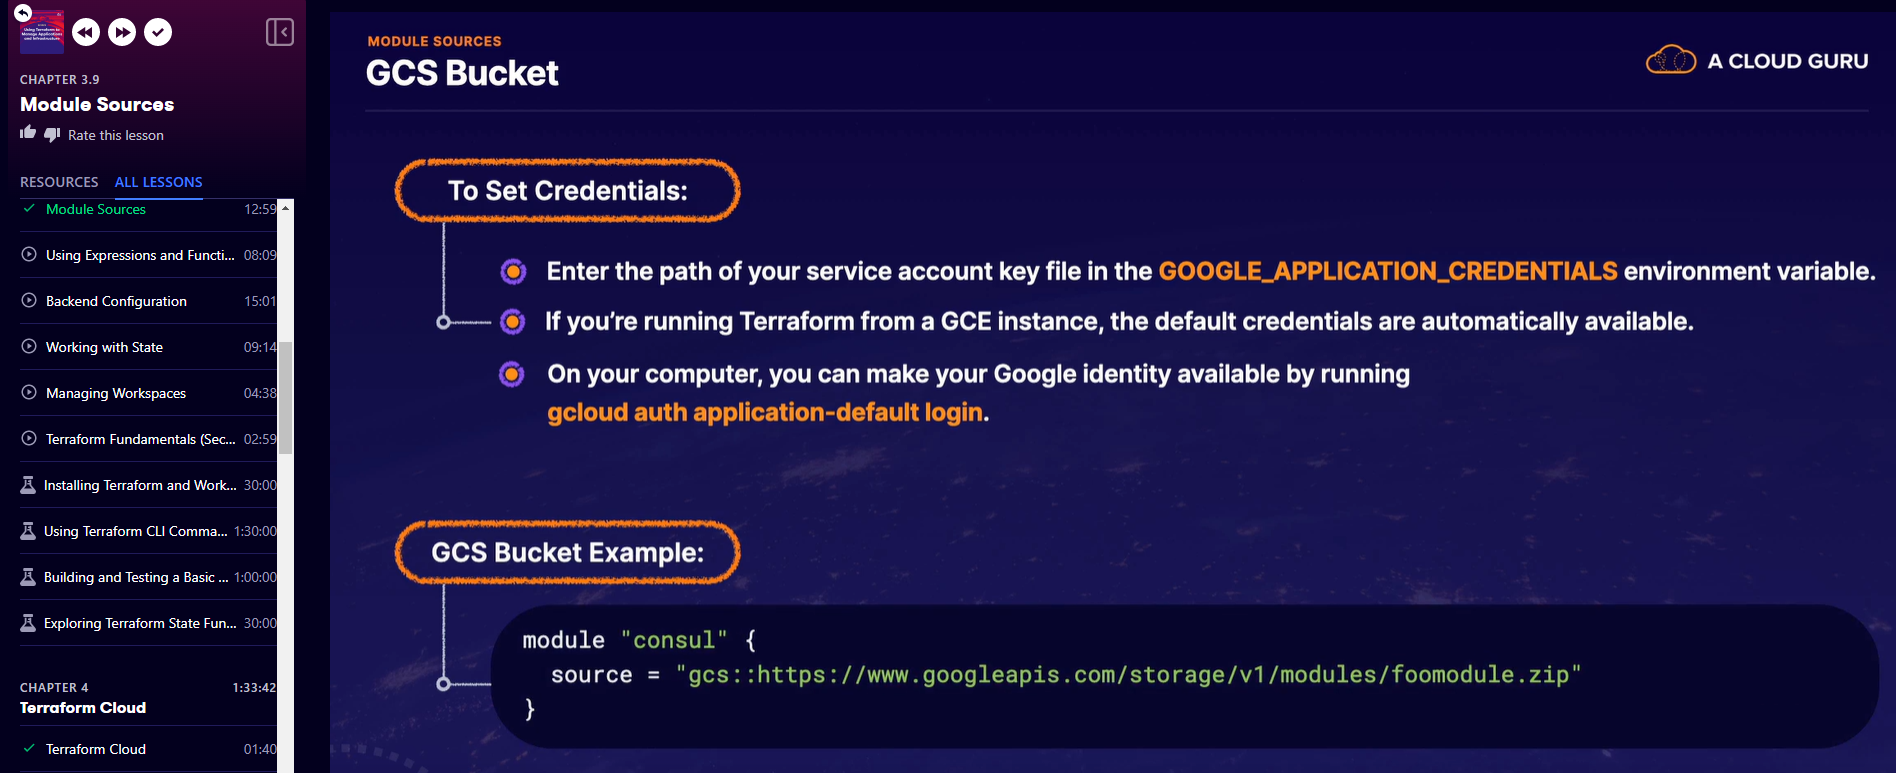 Using Terraform to
Manage Applications
and Infrastructure
CHAPTER 3.9
Module Sources
Rate this lesson
RESOURCES ALL LESSONS
Module Sources 12:59
Using Expressions and Functi... 08:09
Backend Configuration 15:01
Working with State 09:14
Managing Workspaces 04:38
Terraform Fundamentals (Sec... 02:59
Installing Terraform and Work... 30:00
Using Terraform CLI Comma... 1:30:00
Building and Testing a Basic ... 1:00:00
Exploring Terraform State Fun... 30:00
CHAPTER 4 1:33:42
Terraform Cloud
Terraform Cloud 01:40
MODULE SOURCES
GCS Bucket
A CLOUD GURU
To Set Credentials:
Enter the path of your service account key file in the GOOGLE_APPLICATION_CREDENTIALS environment variable.
If you’re running Terraform from a GCE instance, the default credentials are automatically available.
On your computer, you can make your Google identity available by running
gcloud auth application-default login.
GCS Bucket Example:
module "consul" {
source = "gcs::https://www.googleapis.com/storage/v1/modules/foomodule.zip"
}